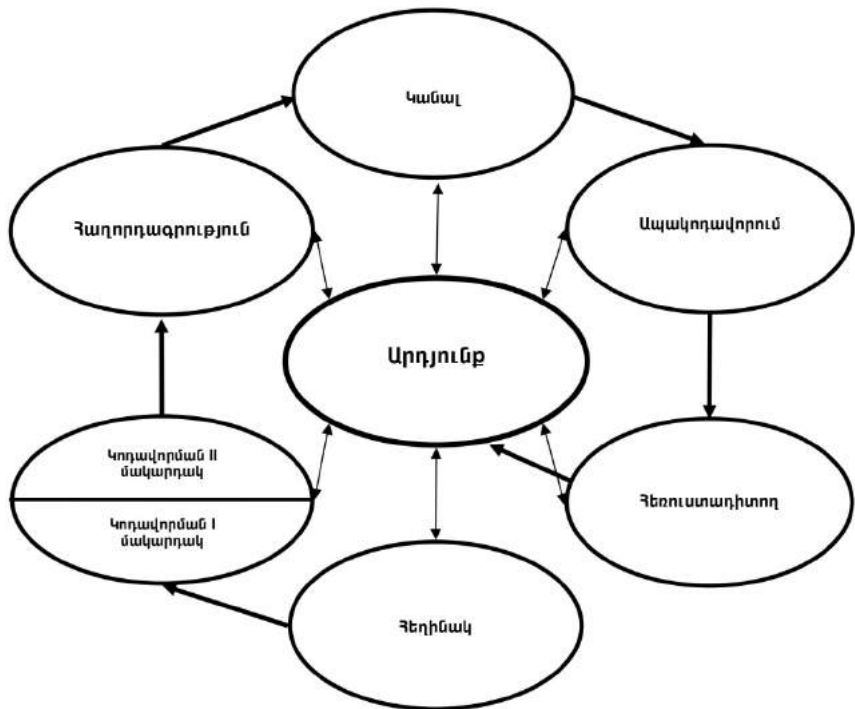 Կանալ
Հաղորդագրություն
Ապակոդավորում
Արդյունք
Կոդավորման II
մակարդակ
Կոդավորման I
մակարդակ
Հեռուստադիտող
Հեղինակ